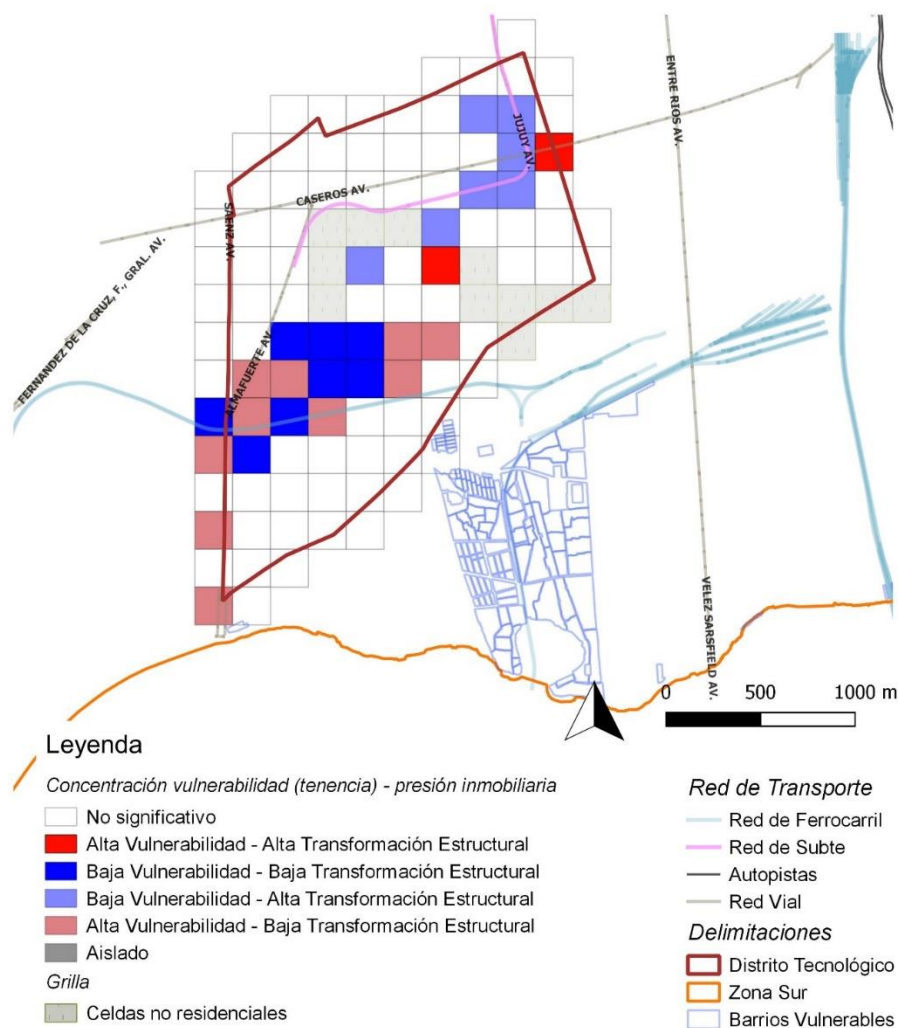 ENTRE RIOS AV.
JUJUY AV.
CASEROS AV.
SAENZ AV.
FERNANDEZ DE LA CRUZ, F., GRAL. AV.
ALMAFUERTE AV.
VELEZ SARSFIELD AV.
0 500 1000 m
Leyenda
Concentración vulnerabilidad (tenencia) - presión inmobiliaria
No significativo
Alta Vulnerabilidad - Alta Transformación Estructural
Baja Vulnerabilidad - Baja Transformación Estructural
Baja Vulnerabilidad - Alta Transformación Estructural
Alta Vulnerabilidad - Baja Transformación Estructural
Aislado
Grilla
Celdas no residenciales
Red de Transporte
Red de Ferrocarril
Red de Subte
Autopistas
Red Vial
Delimitaciones
Distrito Tecnológico
Zona Sur
Barrios Vulnerables